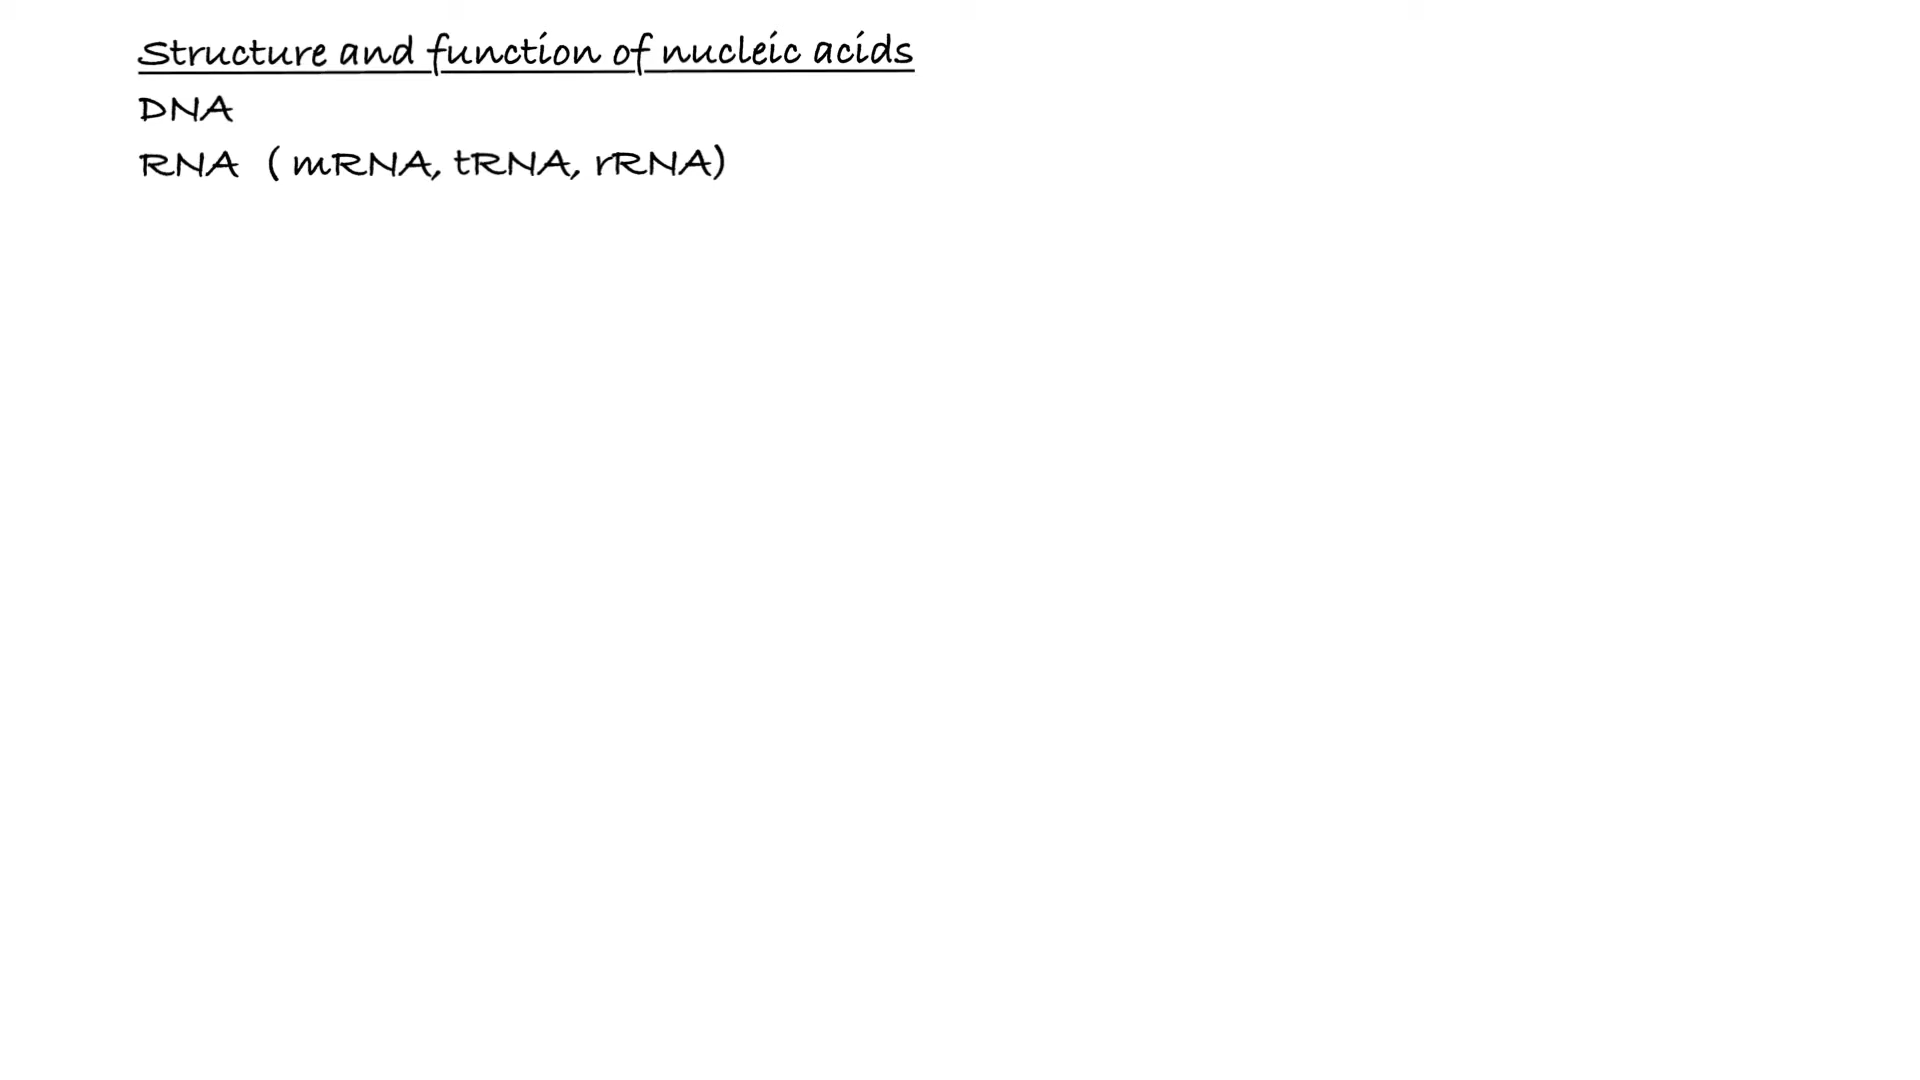 Structure and function of nucleic acids
DNA
RNA ( mRNA, tRNA, rRNA)